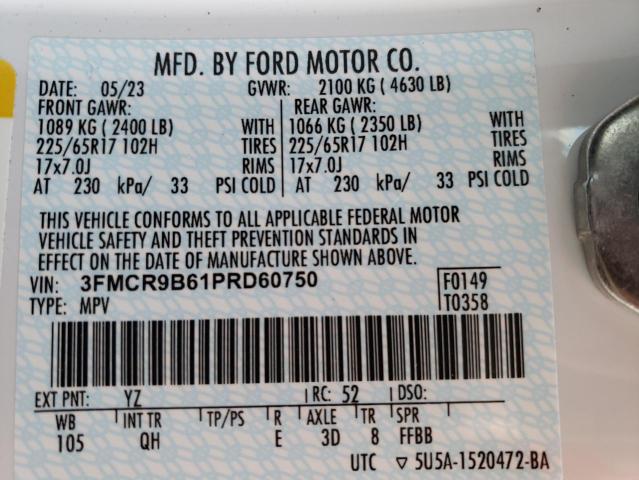 MFD. BY FORD MOTOR CO.
DATE: 05/23 GVWR: 2100 KG ( 4630 LB)
FRONT GAWR: REAR GAWR:
1089 KG ( 2400 LB) WITH 1066 KG ( 2350 LB) WITH
225/65R17 102H TIRES 225/65R17 102H TIRES
17x7.0J RIMS 17x7.0J RIMS
AT 230 kPa/ 33 PSI COLD AT 230 kPa/ 33 PSI COLD
THIS VEHICLE CONFORMS TO ALL APPLICABLE FEDERAL MOTOR
VEHICLE SAFETY AND THEFT PREVENTION STANDARDS IN
EFFECT ON THE DATE OF MANUFACTURE SHOWN ABOVE.
VIN: 3FMCR9B61PRD60750 F0149
TYPE: MPV T0358
EXT PNT: YZ RC: 52 DSO:
WB INT TR TP/PS R AXLE TR SPR
105 QH E 3D 8 FFBB
UTC ▽ 5U5A-1520472-BA